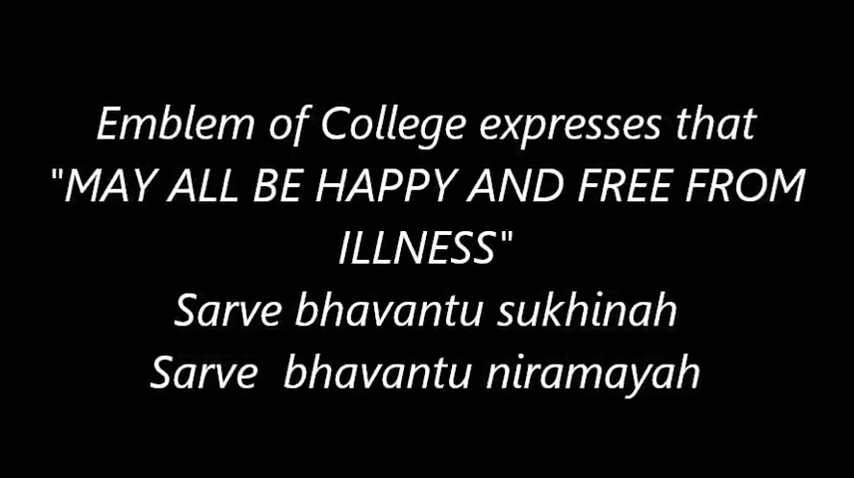 Emblem of College expresses that
"MAY ALL BE HAPPY AND FREE FROM
ILLNESS"
Sarve bhavantu sukhinah
Sarve  bhavantu niramayah